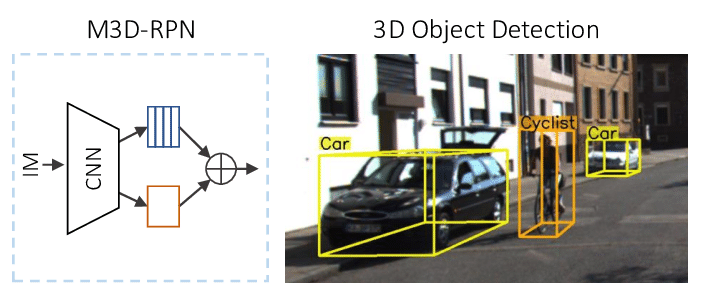 M3D-RPN
3D Object Detection
IM
CNN
Car
Cyclist
Car